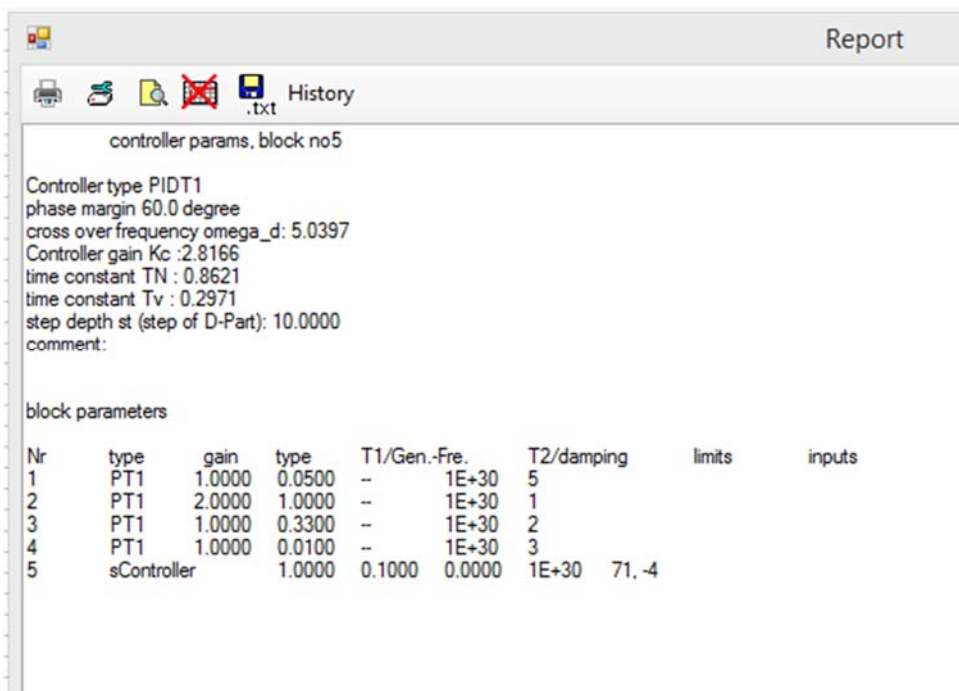 Report
.txt History
controller params, block no5
Controller type PIDT1
phase margin 60.0 degree
cross over frequency omega_d: 5.0397
Controller gain Kc :2.8166
time constant TN : 0.8621
time constant Tv : 0.2971
step depth st (step of D-Part): 10.0000
comment:
block parameters
Nr type gain type T1/Gen.-Fre. T2/damping limits inputs
1 PT1 1.0000 0.0500 -- 1E+30 5
2 PT1 2.0000 1.0000 -- 1E+30 1
3 PT1 1.0000 0.3300 -- 1E+30 2
4 PT1 1.0000 0.0100 -- 1E+30 3
5 sController 1.0000 0.1000 0.0000 1E+30 71, -4